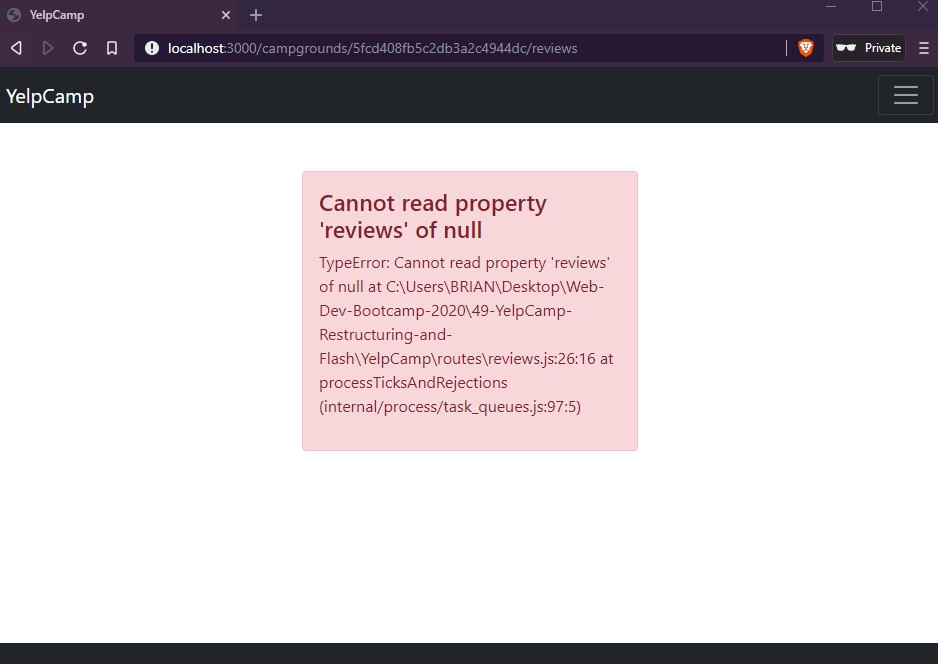 YelpCamp
localhost:3000/campgrounds/5fcd408fb5c2db3a2c4944dc/reviews
Private
YelpCamp
Cannot read property
'reviews' of null
TypeError: Cannot read property 'reviews'
of null at C:\Users\BRIAN\Desktop\Web-
Dev-Bootcamp-2020\49-YelpCamp-
Restructuring-and-
Flash\YelpCamp\routes\reviews.js:26:16 at
processTicksAndRejections
(internal/process/task_queues.js:97:5)